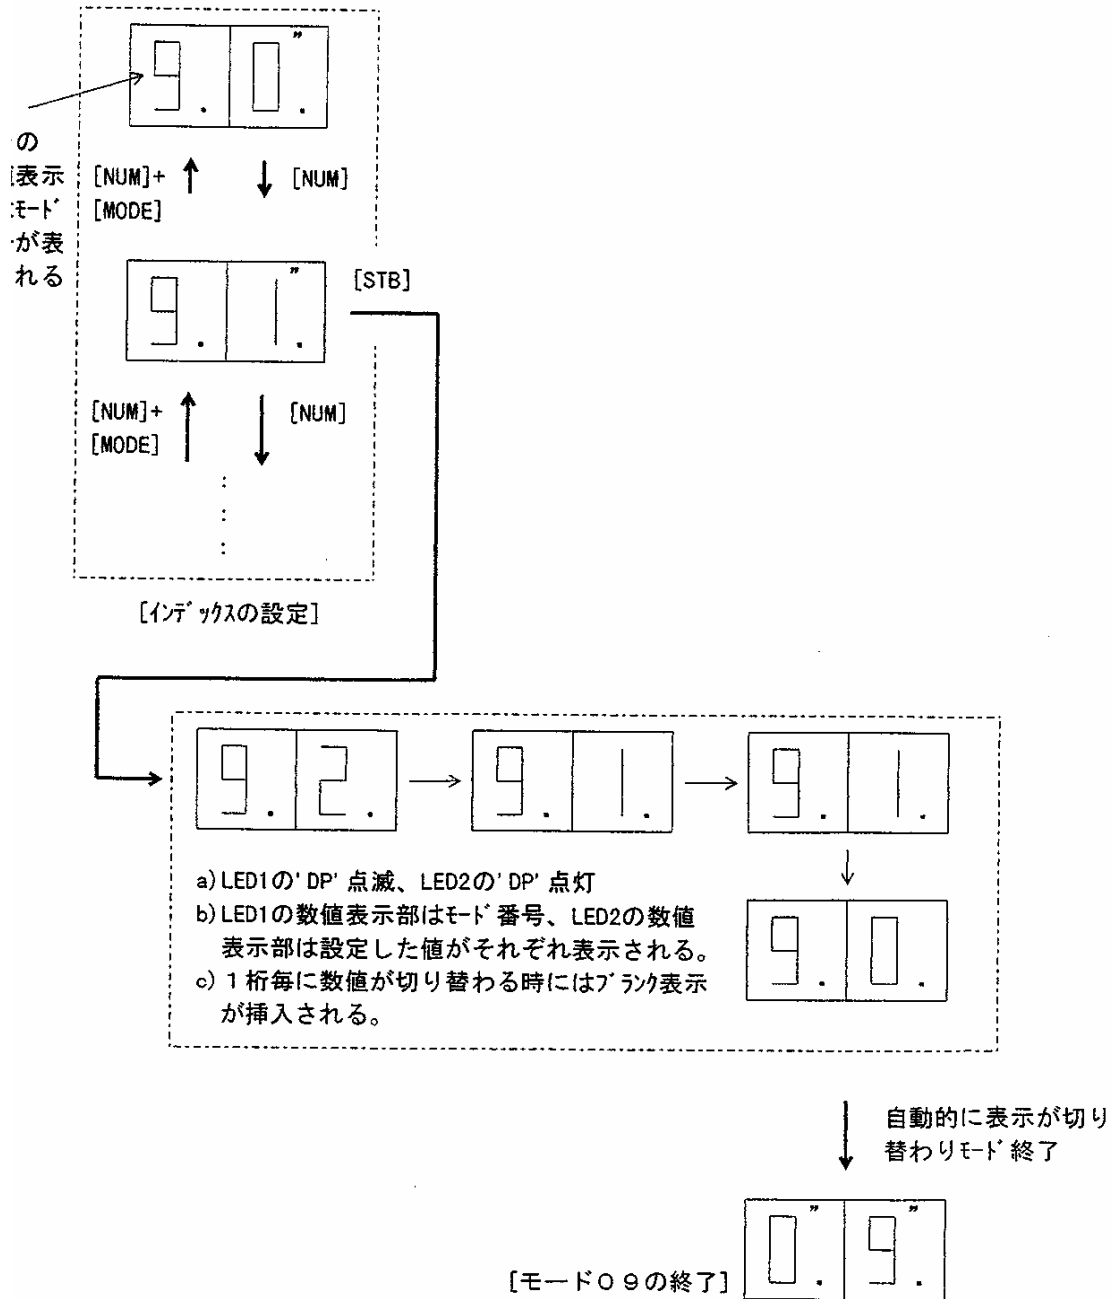 9. 0."
の
表示
[NUM]+ [NUM]
モード
[MODE]
が表
れる
[STB]
9. 1."
[NUM]+ [NUM]
[MODE]
[インデックスの設定]
9. 2. 9. 1. 9. 1.
a)LED1の'DP'点滅、LED2の'DP'点灯
b)LED1の数値表示部はモード番号、LED2の数値
表示部は設定した値がそれぞれ表示される。
c)１桁毎に数値が切り替わる時にはブランク表示
が挿入される。
9. 0.
自動的に表示が切り
替わりモード終了
0." 9."
[モード０９の終了]